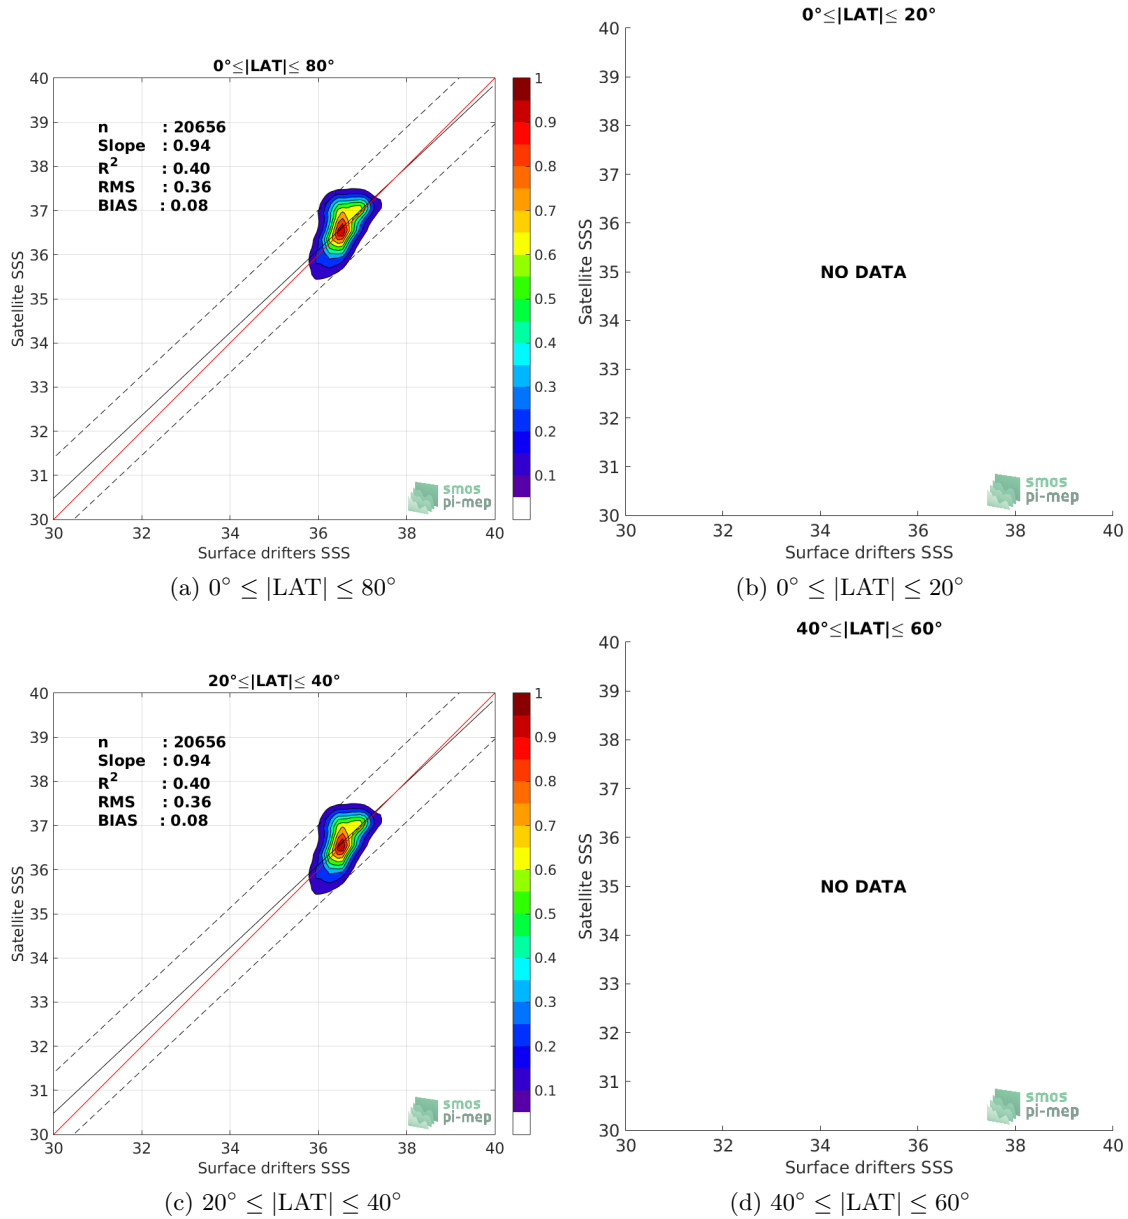 0°≤|LAT|≤ 80°
40
39
38
37
36
35
34
33
32
31
30
Satellite SSS
n : 20656
Slope : 0.94
R² : 0.40
RMS : 0.36
BIAS : 0.08
smos
pi-mep
30 32 34 36 38 40
Surface drifters SSS
1
0.9
0.8
0.7
0.6
0.5
0.4
0.3
0.2
0.1
(a) 0° ≤ |LAT| ≤ 80°
0°≤|LAT|≤ 20°
40
39
38
37
36
35
34
33
32
31
30
Satellite SSS
NO DATA
smos
pi-mep
30 32 34 36 38 40
Surface drifters SSS
(b) 0° ≤ |LAT| ≤ 20°
20°≤|LAT|≤ 40°
40
39
38
37
36
35
34
33
32
31
30
Satellite SSS
n : 20656
Slope : 0.94
R² : 0.40
RMS : 0.36
BIAS : 0.08
smos
pi-mep
30 32 34 36 38 40
Surface drifters SSS
1
0.9
0.8
0.7
0.6
0.5
0.4
0.3
0.2
0.1
(c) 20° ≤ |LAT| ≤ 40°
40°≤|LAT|≤ 60°
40
39
38
37
36
35
34
33
32
31
30
Satellite SSS
NO DATA
smos
pi-mep
30 32 34 36 38 40
Surface drifters SSS
(d) 40° ≤ |LAT| ≤ 60°